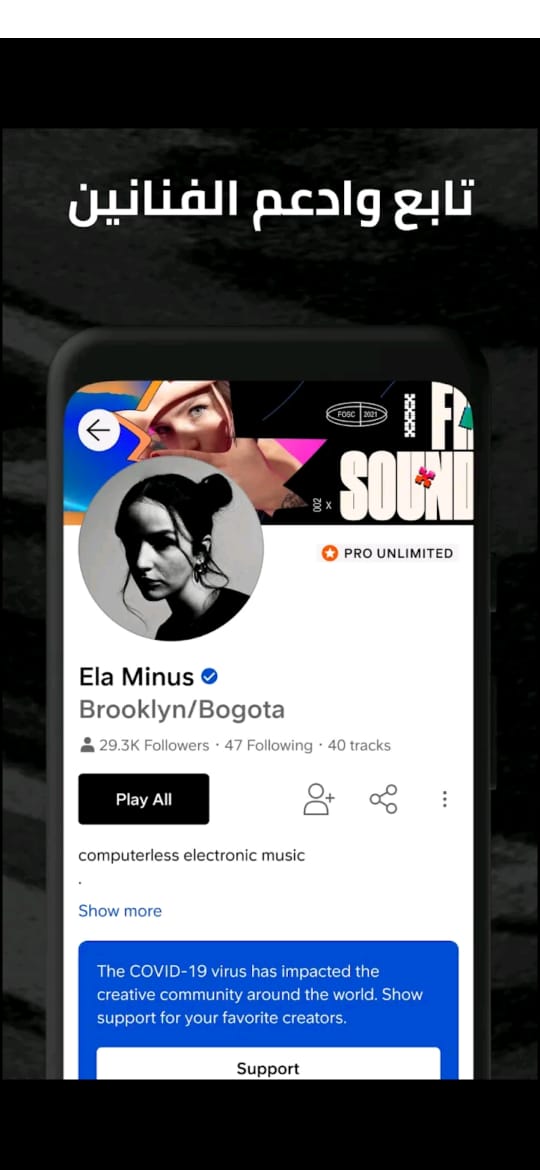 تابع وادعم الفنانين
FOSC 2021
SOUND
002 X
PRO UNLIMITED
Ela Minus
Brooklyn/Bogota
29.3K Followers · 47 Following · 40 tracks
Play All
computerless electronic music
.
Show more
The COVID-19 virus has impacted the
creative community around the world. Show
support for your favorite creators.
Support